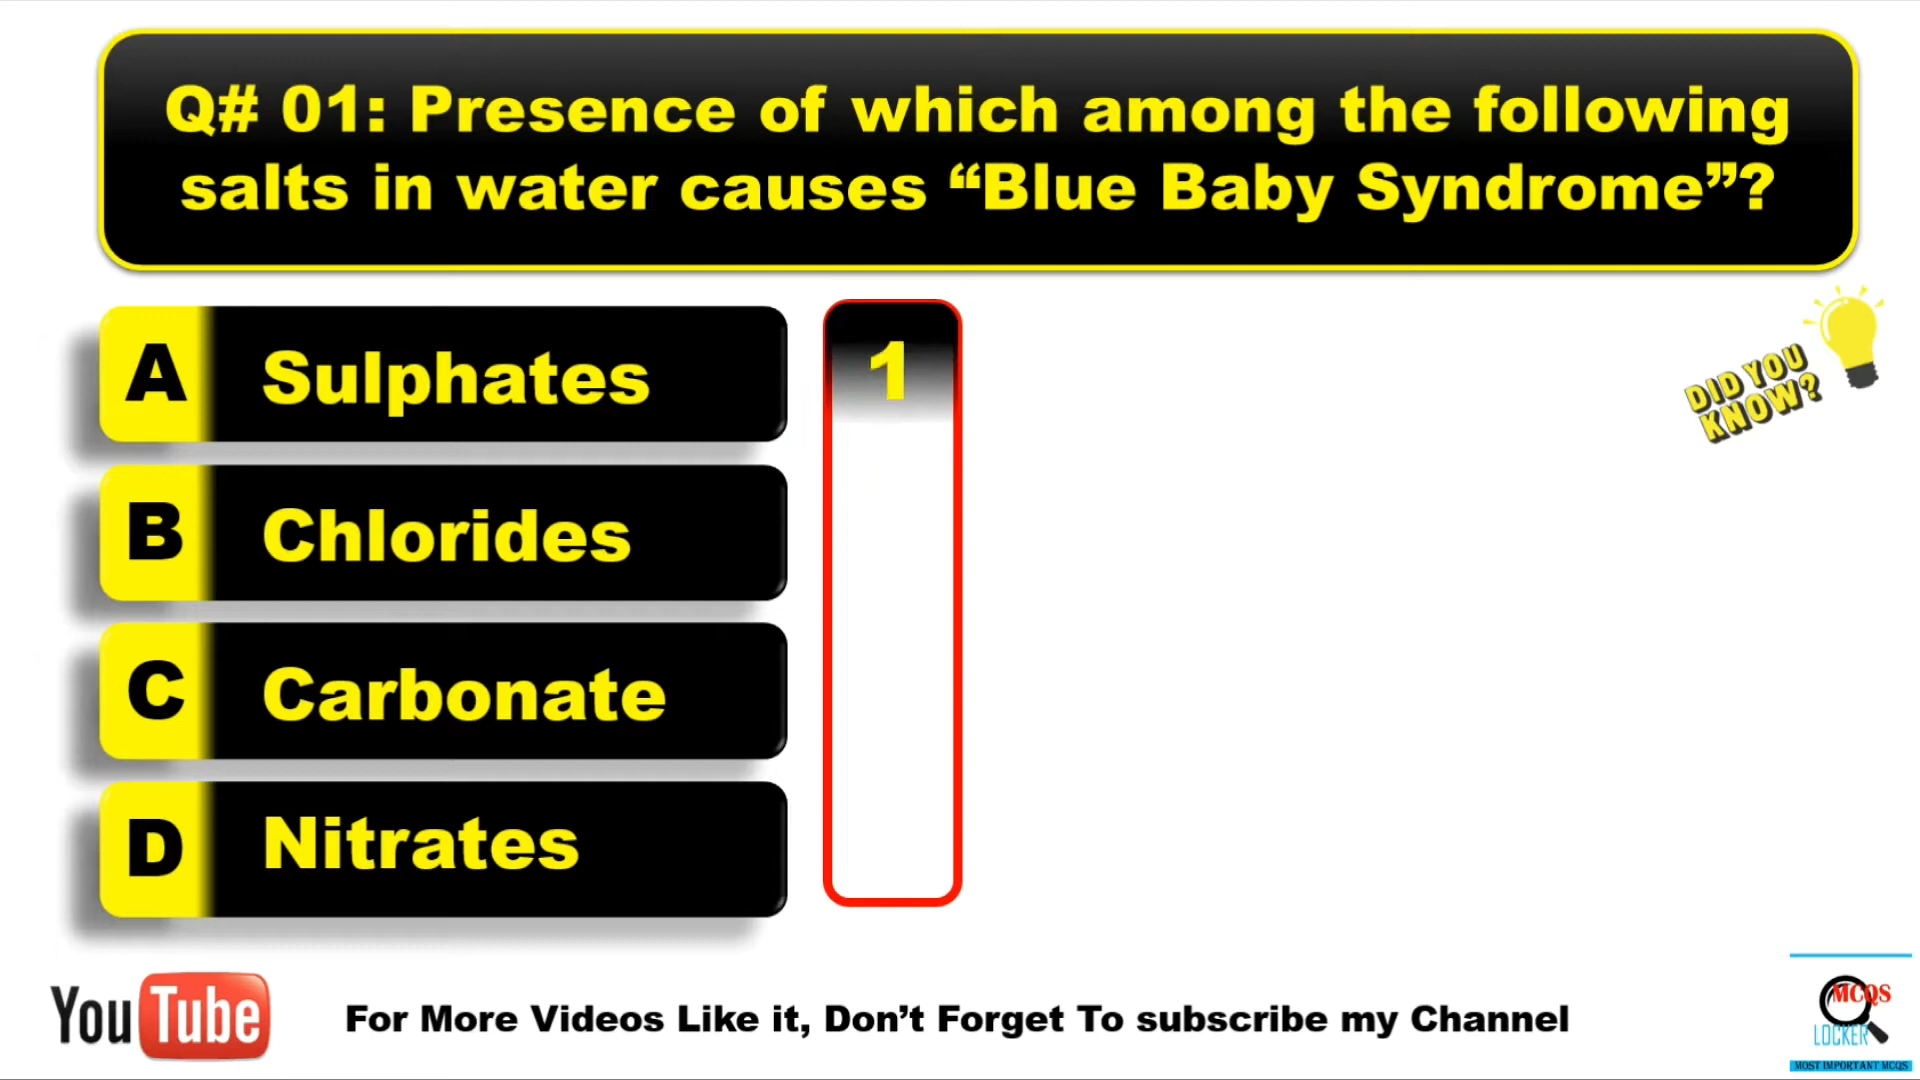 Q# 01: Presence of which among the following
salts in water causes “Blue Baby Syndrome”?
A Sulphates
1
DID YOU
KNOW?
B Chlorides
C Carbonate
D Nitrates
YouTube
For More Videos Like it, Don’t Forget To subscribe my Channel
MCQS
LOCKER
MOST IMPORTANT MCQS